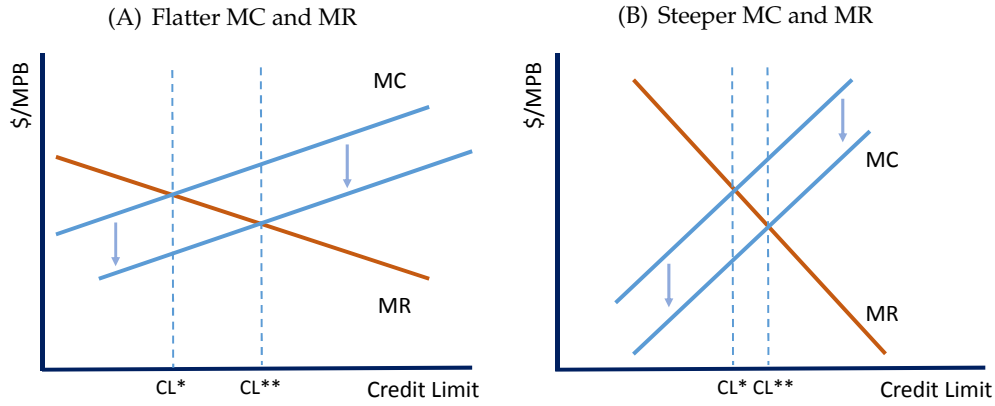 (A) Flatter MC and MR
$/MPB
MC
MR
CL*
CL**
Credit Limit
(B) Steeper MC and MR
$/MPB
MC
MR
CL*
CL**
Credit Limit